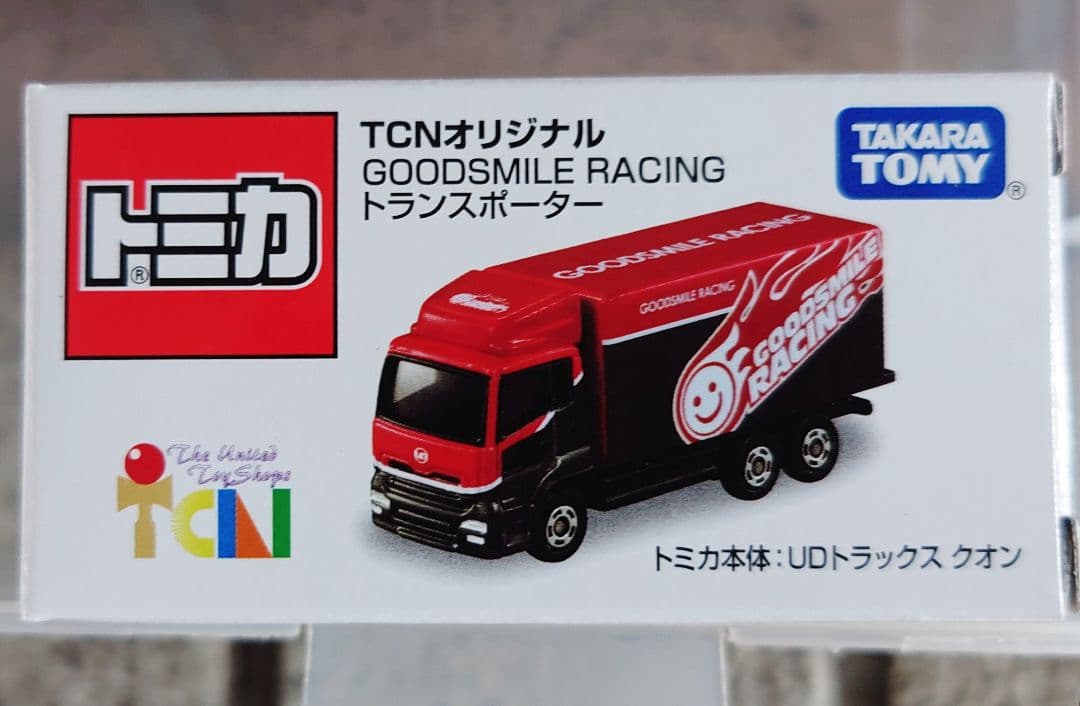 トミカ
®
TCNオリジナル
GOODSMILE RACING
トランスポーター
TAKARA
TOMY
®
GOODSMILE RACING
GOODSMILE RACING
GOODSMILE
RACING
The United
ToyShops
TCN
トミカ本体:UDトラックス クオン